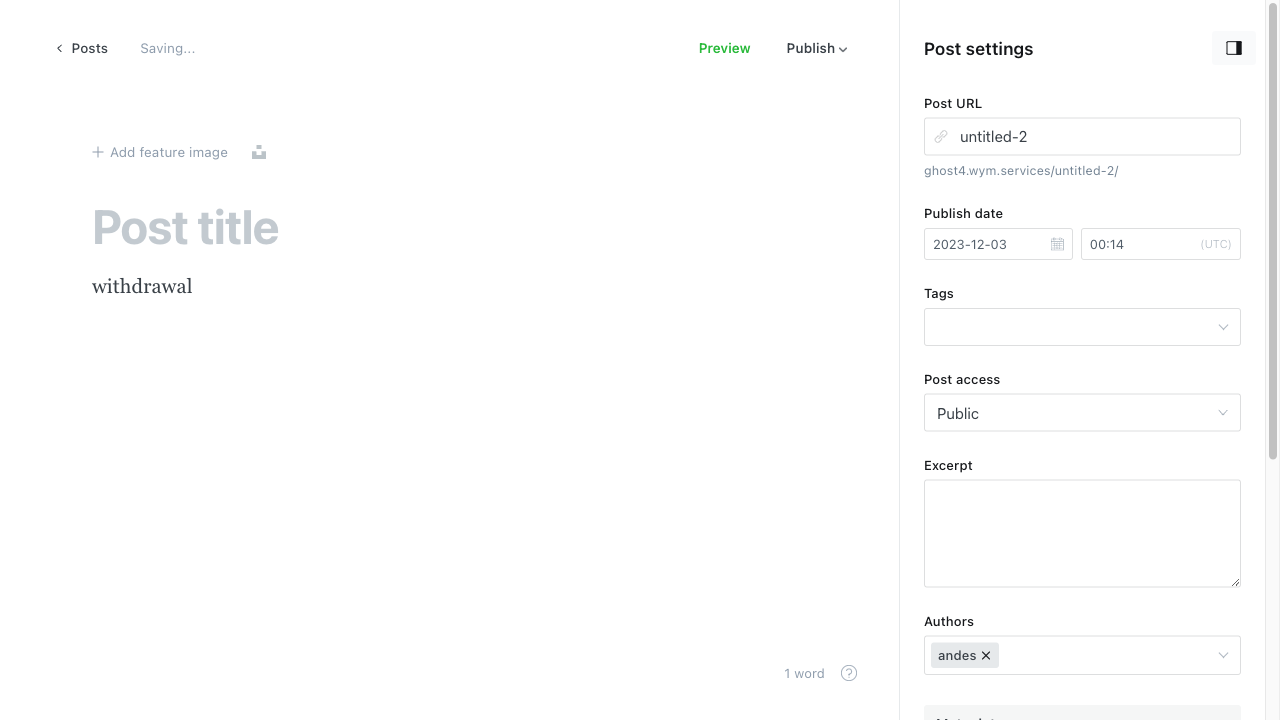 Posts
Saving...
Preview
Publish
Add feature image
Post title
withdrawal
1 word
?
Post settings
Post URL
untitled-2
ghost4.wym.services/untitled-2/
Publish date
2023-12-03
00:14
(UTC)
Tags
Post access
Public
Excerpt
Authors
andes